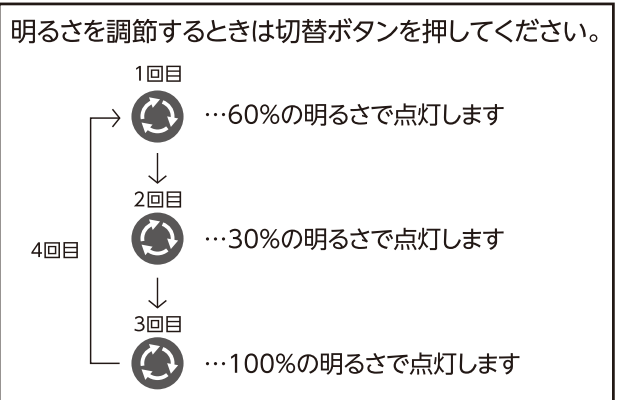 明るさを調節するときは切替ボタンを押してください。
1回目
…60%の明るさで点灯します
2回目
…30%の明るさで点灯します
4回目
3回目
…100%の明るさで点灯します